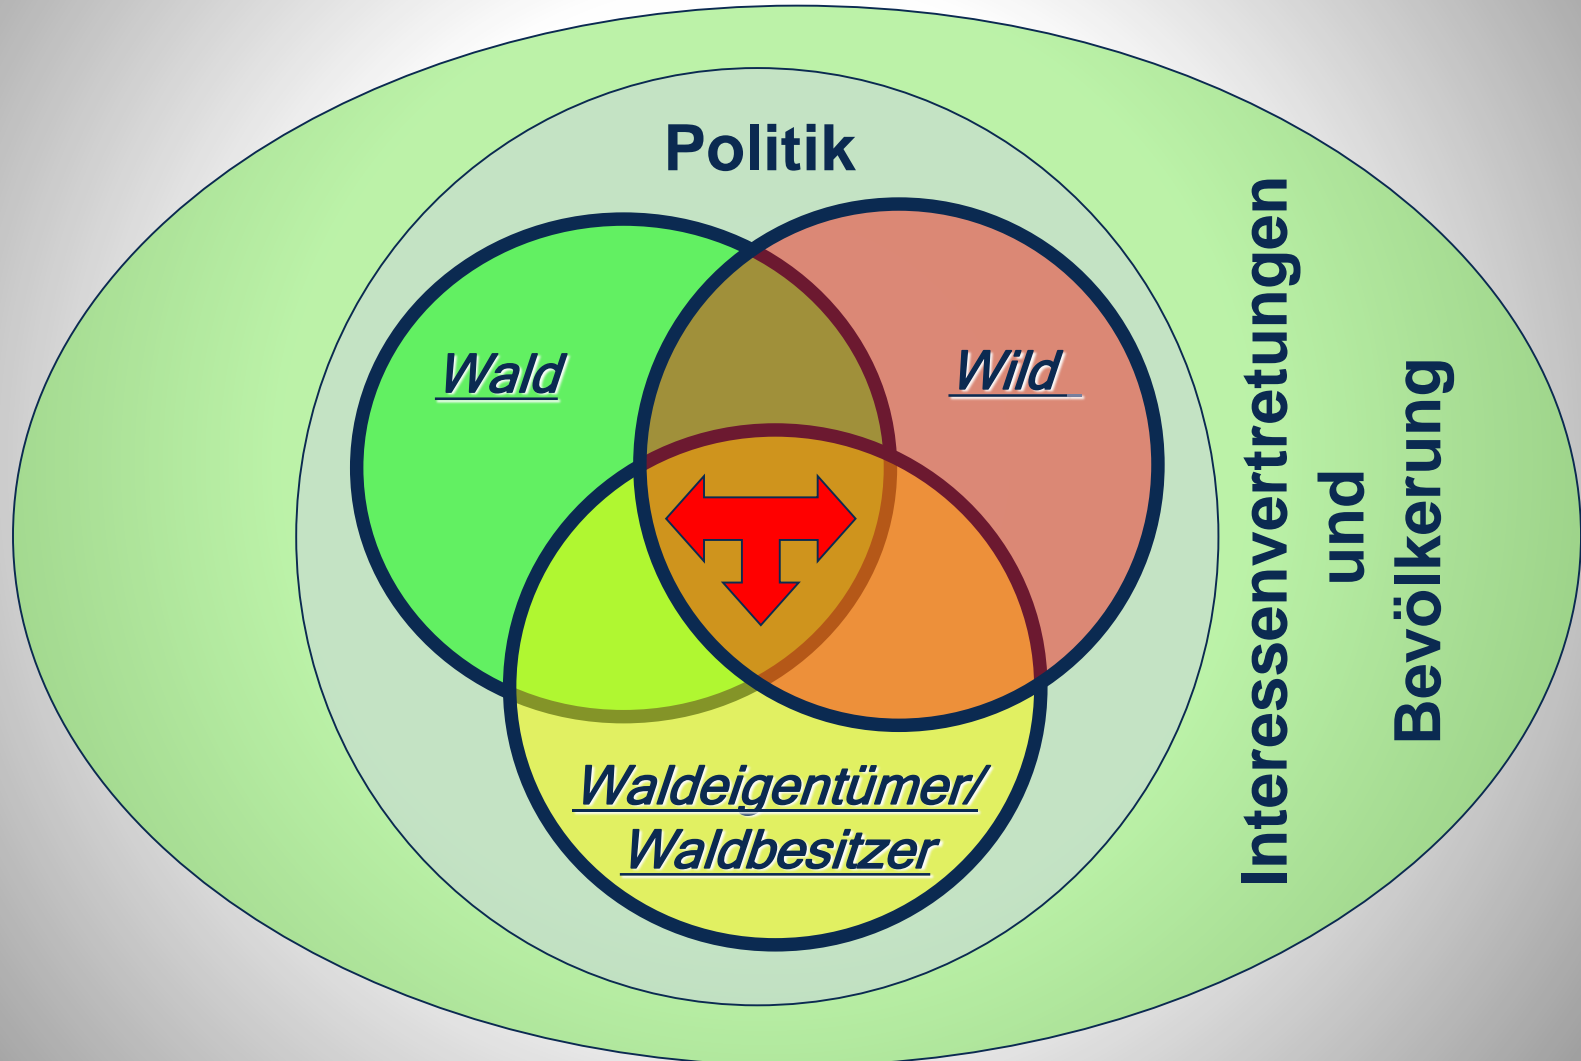 Politik
Wald
Wild
Waldeigentümer/
Waldbesitzer
Interessenvertretungen
und
Bevölkerung